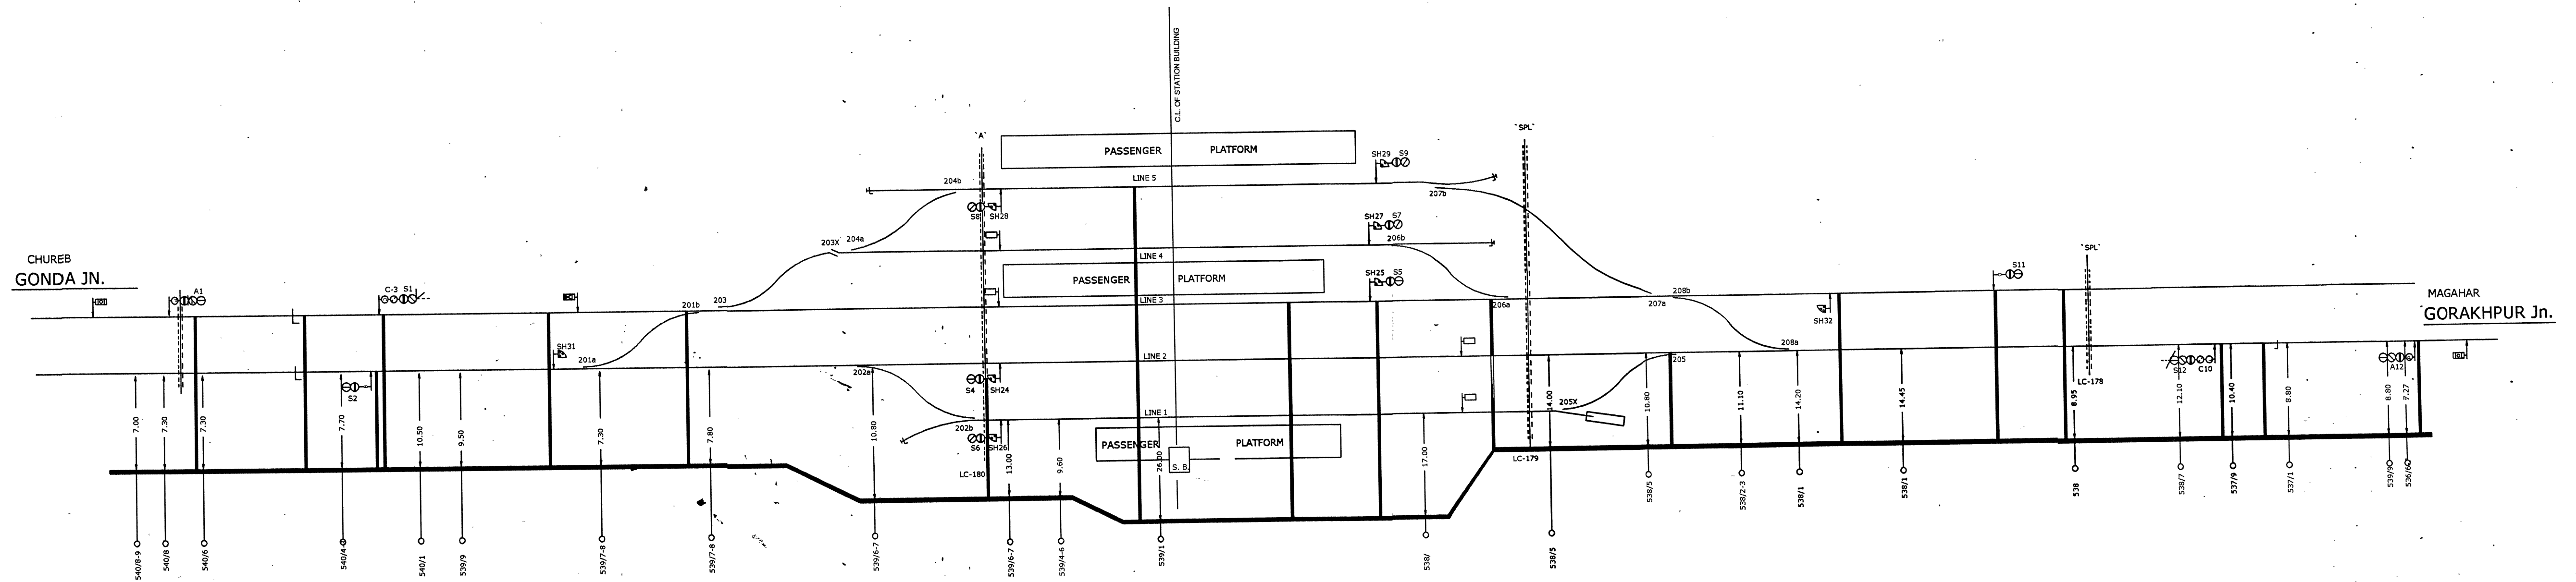 C.L. OF STATION BUILDING
'A'
PASSENGER PLATFORM
'SPL'
SH29 S9
LINE 5
204b
207b
S8 SH28
SH27 S7
203X 204a
206b
LINE 4
'SPL'
CHUREB
GONDA JN.
PASSENGER PLATFORM
SH25 S5
S11
A1
C-3 S1
201b 203
LINE 3
206a
207a
208b
SH32
MAGAHAR
GORAKHPUR Jn.
SH31
201a
202a
LINE 2
205
208a
S2
S4 SH24
S12 C10
A12
LC-178
LINE 1
205X
202b
S6 SH26
PASSENGER PLATFORM
S. B.
LC-180
LC-179
7.00
7.30
7.30
7.70
10.50
9.50
7.30
7.80
10.80
13.00
9.60
26.00
17.00
14.00
10.80
11.10
14.20
14.45
8.95
12.10
10.40
8.80
8.80
7.27
540/8-9
540/8
540/6
540/4-
540/1
539/9
539/7-8
539/7-8
539/6-7
539/6-7
539/4-6
539/1
538/
538/5
538/5
538/2-3
538/1
538/1
538
538/7
537/9
537/1
539/9
536/6